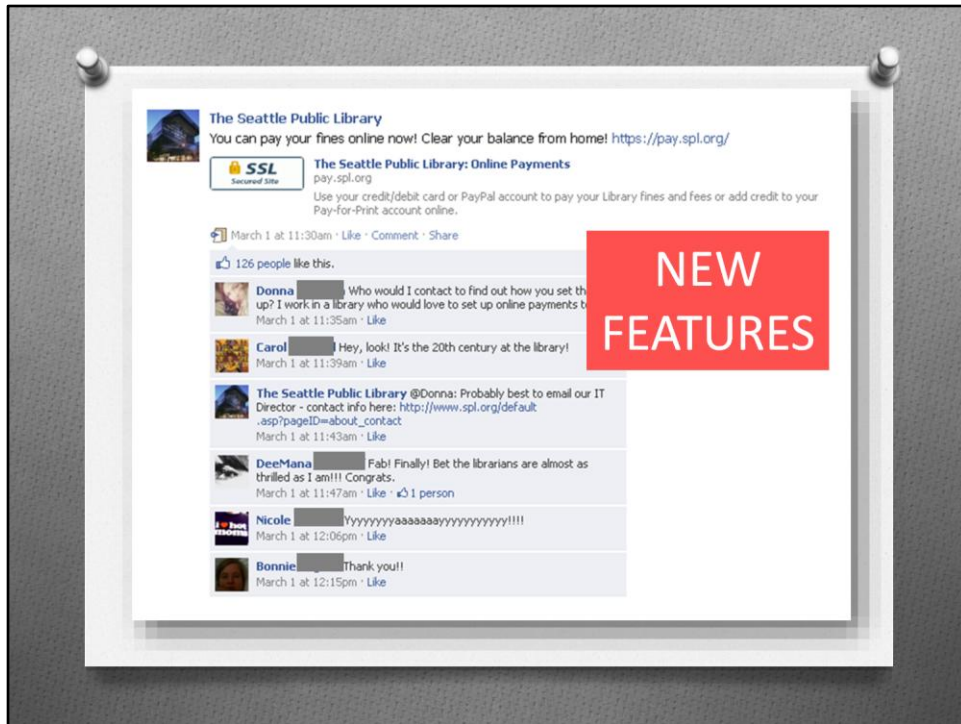 The Seattle Public Library
You can pay your fines online now! Clear your balance from home! https://pay.spl.org/
SSL
Secured Site
The Seattle Public Library: Online Payments
pay.spl.org
Use your credit/debit card or PayPal account to pay your Library fines and fees or add credit to your
Pay-for-Print account online.
March 1 at 11:30am · Like · Comment · Share
126 people like this.
Donna Who would I contact to find out how you set th
up? I work in a library who would love to set up online payments t
March 1 at 11:35am · Like
Carol Hey, look! It's the 20th century at the library!
March 1 at 11:39am · Like
The Seattle Public Library @Donna: Probably best to email our IT
Director - contact info here: http://www.spl.org/default
.asp?pageID=about_contact
March 1 at 11:43am · Like
DeeMana Fab! Finally! Bet the librarians are almost as
thrilled as I am!!! Congrats.
March 1 at 11:47am · Like · 1 person
i hot
moms
Nicole Yyyyyyyaaaaaaayyyyyyyyyyy!!!!
March 1 at 12:06pm · Like
Bonnie Thank you!!
March 1 at 12:15pm · Like
NEW
FEATURES